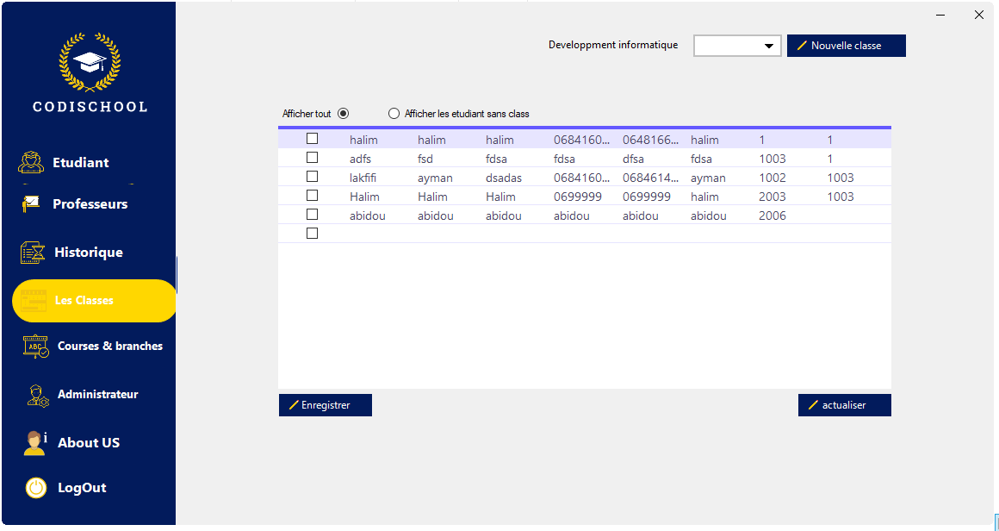 CODISCHOOL
Etudiant
Professeurs
Historique
Les Classes
Courses & branches
ABC
Administrateur
About US
LogOut
Developpment informatique
Nouvelle classe
Afficher tout Afficher les etudiant sans class
halim halim halim 0684160... 0648166... halim 1 1
adfs fsd fdsa fdsa dfsa fdsa 1003 1
lakfifi ayman dsadas 0684160... 0684614... ayman 1002 1003
Halim Halim Halim 0699999 0699999 halim 2003 1003
abidou abidou abidou abidou abidou abidou 2006
Enregistrer actualiser